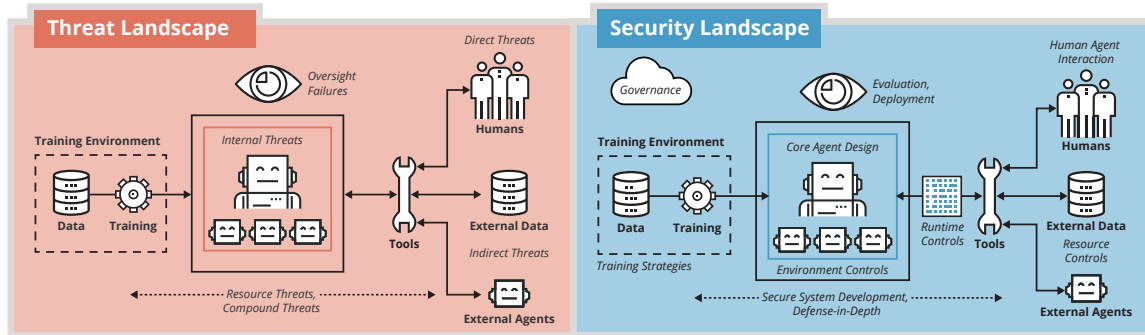 Threat Landscape
Direct Threats
Oversight
Failures
Humans
Training Environment
Internal Threats
Data
Training
Tools
External Data
Indirect Threats
Resource Threats,
Compound Threats
External Agents
Security Landscape
Human Agent
Interaction
Governance
Evaluation,
Deployment
Humans
Training Environment
Core Agent Design
Data
Training
Runtime
Controls
Tools
External Data
Resource
Controls
Training Strategies
Environment Controls
Secure System Development,
Defense-in-Depth
External Agents